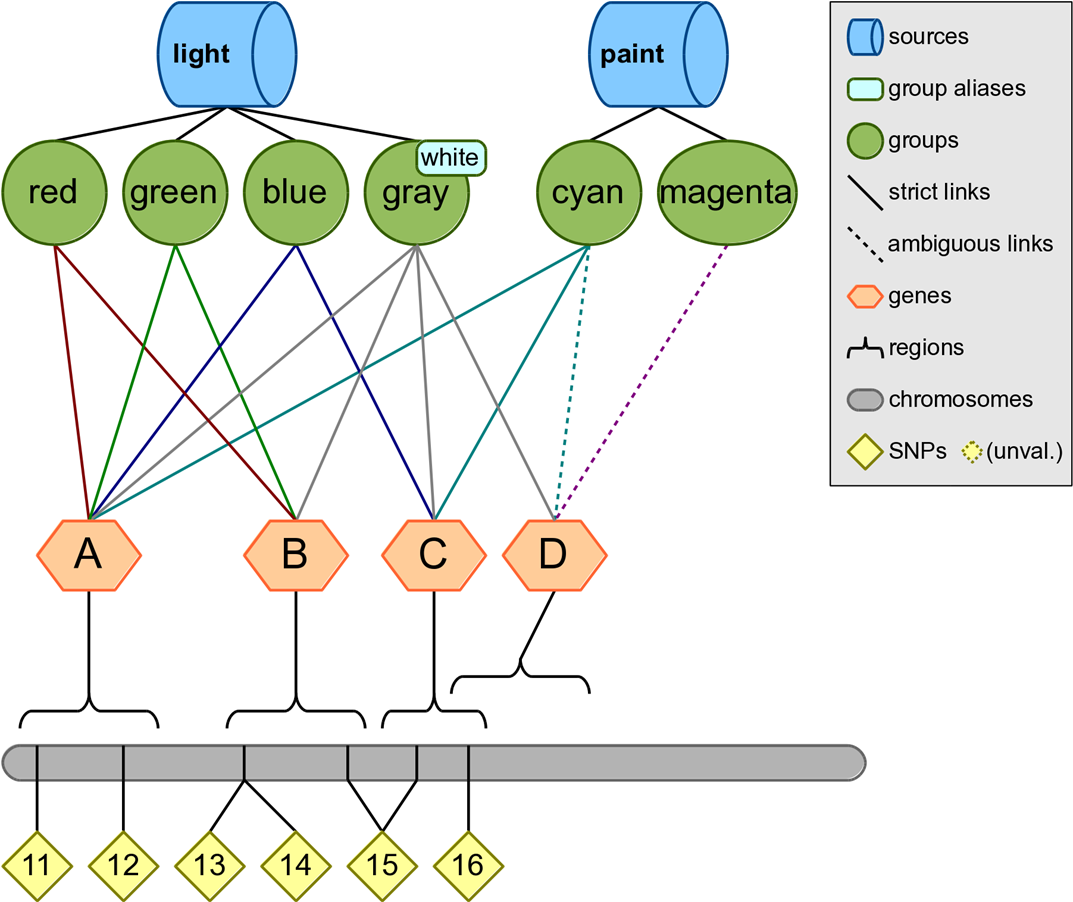 light
paint
sources
group aliases
groups
strict links
ambiguous links
genes
regions
chromosomes
SNPs (unval.)
white
red green blue gray cyan magenta
A B C D
11 12 13 14 15 16